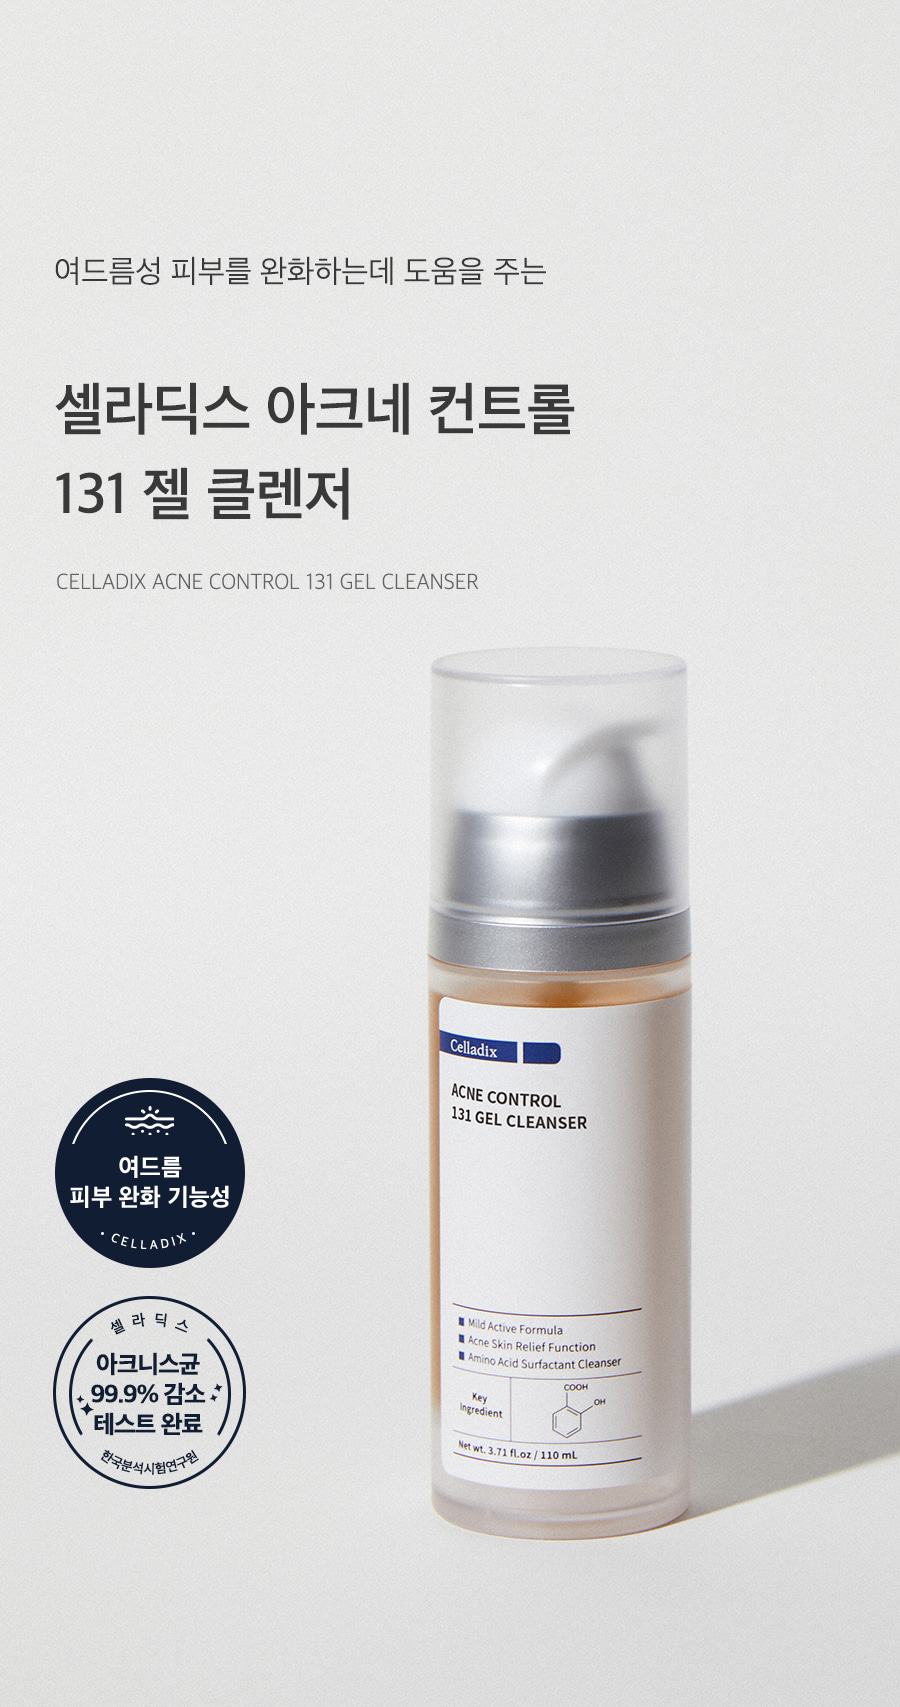 여드름성 피부를 완화하는데 도움을 주는
셀라딕스 아크네 컨트롤
131 젤 클렌저
CELLADIX ACNE CONTROL 131 GEL CLEANSER
Celladix
ACNE CONTROL
131 GEL CLEANSER
Mild Active Formula
Acne Skin Relief Function
Amino Acid Surfactant Cleanser
Key
Ingredient
COOH
OH
Net wt. 3.71 fl.oz / 110 mL
여드름
피부 완화 기능성
· CELLADIX ·
셀라딕스
아크니스균
99.9% 감소
테스트 완료
한국분석시험연구원